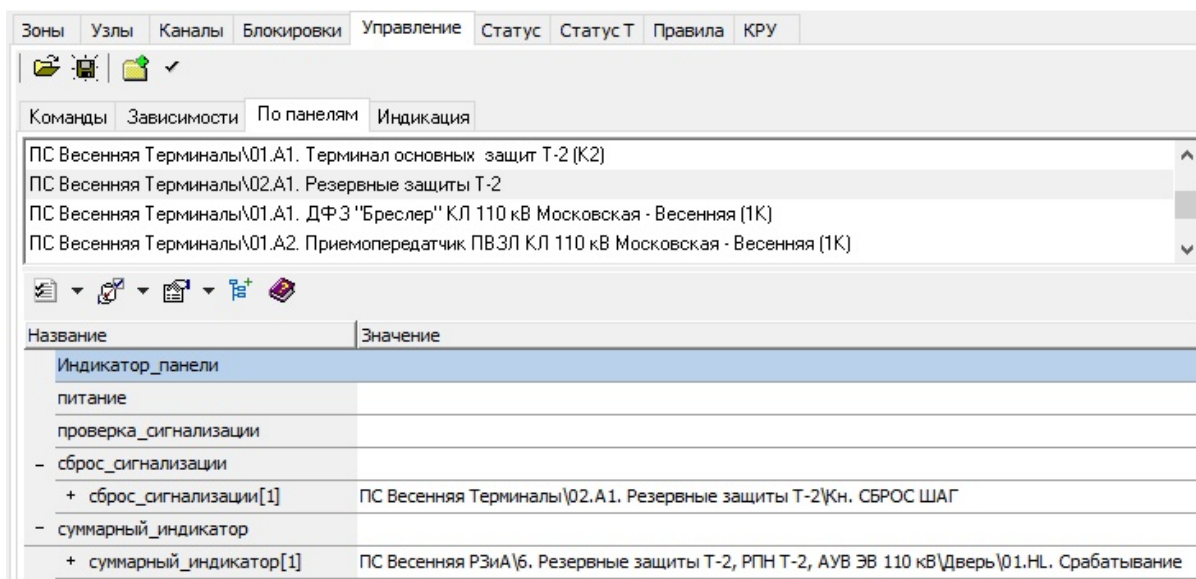 Зоны Узлы Каналы Блокировки Управление Статус Статус Т Правила КРУ
Команды Зависимости По панелям Индикация
ПС Весенняя Терминалы\01.А1. Терминал основных защит Т-2 (К2)
ПС Весенняя Терминалы\02.А1. Резервные защиты Т-2
ПС Весенняя Терминалы\01.А1. ДФЗ "Бреслер" КЛ 110 кВ Московская - Весенняя (1К)
ПС Весенняя Терминалы\01.А2. Приемопередатчик ПВЗЛ КЛ 110 кВ Московская - Весенняя (1К)
Название Значение
Индикатор_панели
питание
проверка_сигнализации
- сброс_сигнализации
+ сброс_сигнализации[1] ПС Весенняя Терминалы\02.А1. Резервные защиты Т-2\Кн. СБРОС ШАГ
- суммарный_индикатор
+ суммарный_индикатор[1] ПС Весенняя РЗиА\6. Резервные защиты Т-2, РПН Т-2, АУВ ЭВ 110 кВ\Дверь\01.HL. Срабатывание